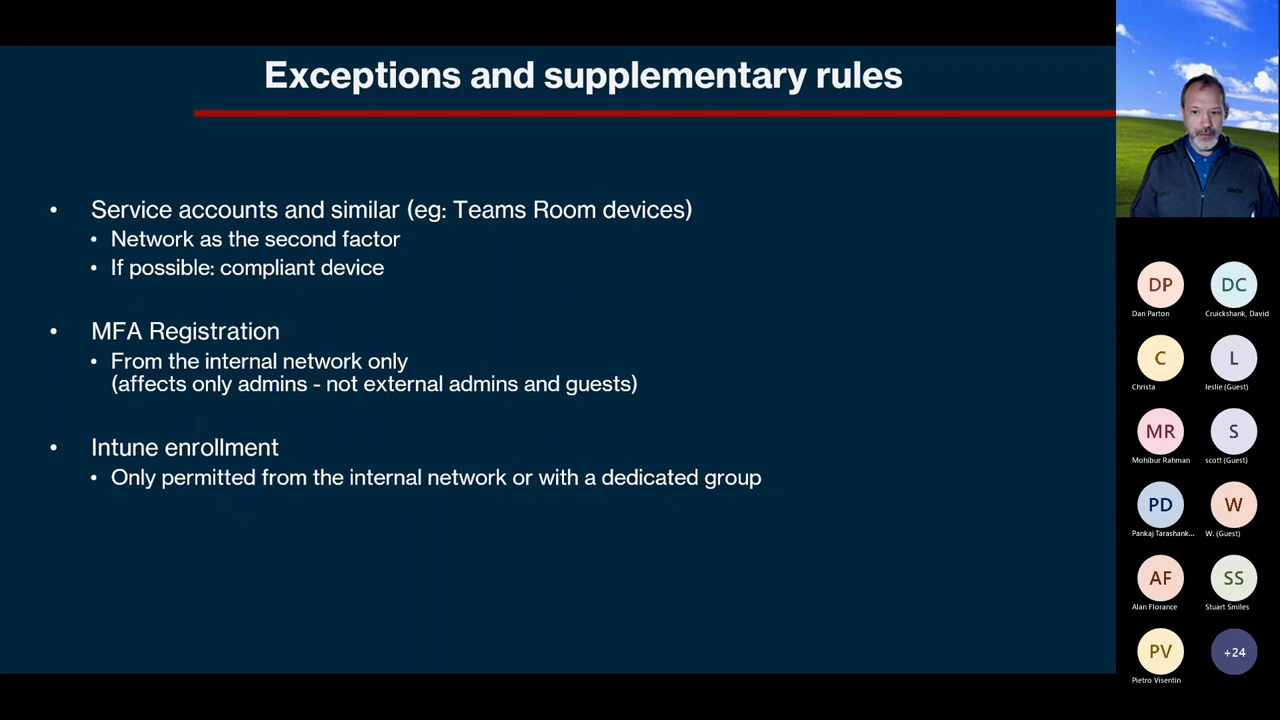 Exceptions and supplementary rules
• Service accounts and similar (eg: Teams Room devices)
• Network as the second factor
• If possible: compliant device
• MFA Registration
• From the internal network only
(affects only admins - not external admins and guests)
• Intune enrollment
• Only permitted from the internal network or with a dedicated group
DP DC
Dan Parton Cruickshank, David
C L
Christa leslie (Guest)
MR S
Mohibur Rahman scott (Guest)
PD W
Pankaj Tarashank... W. (Guest)
AF SS
Alan Florance Stuart Smiles
PV +24
Pietro Visentin